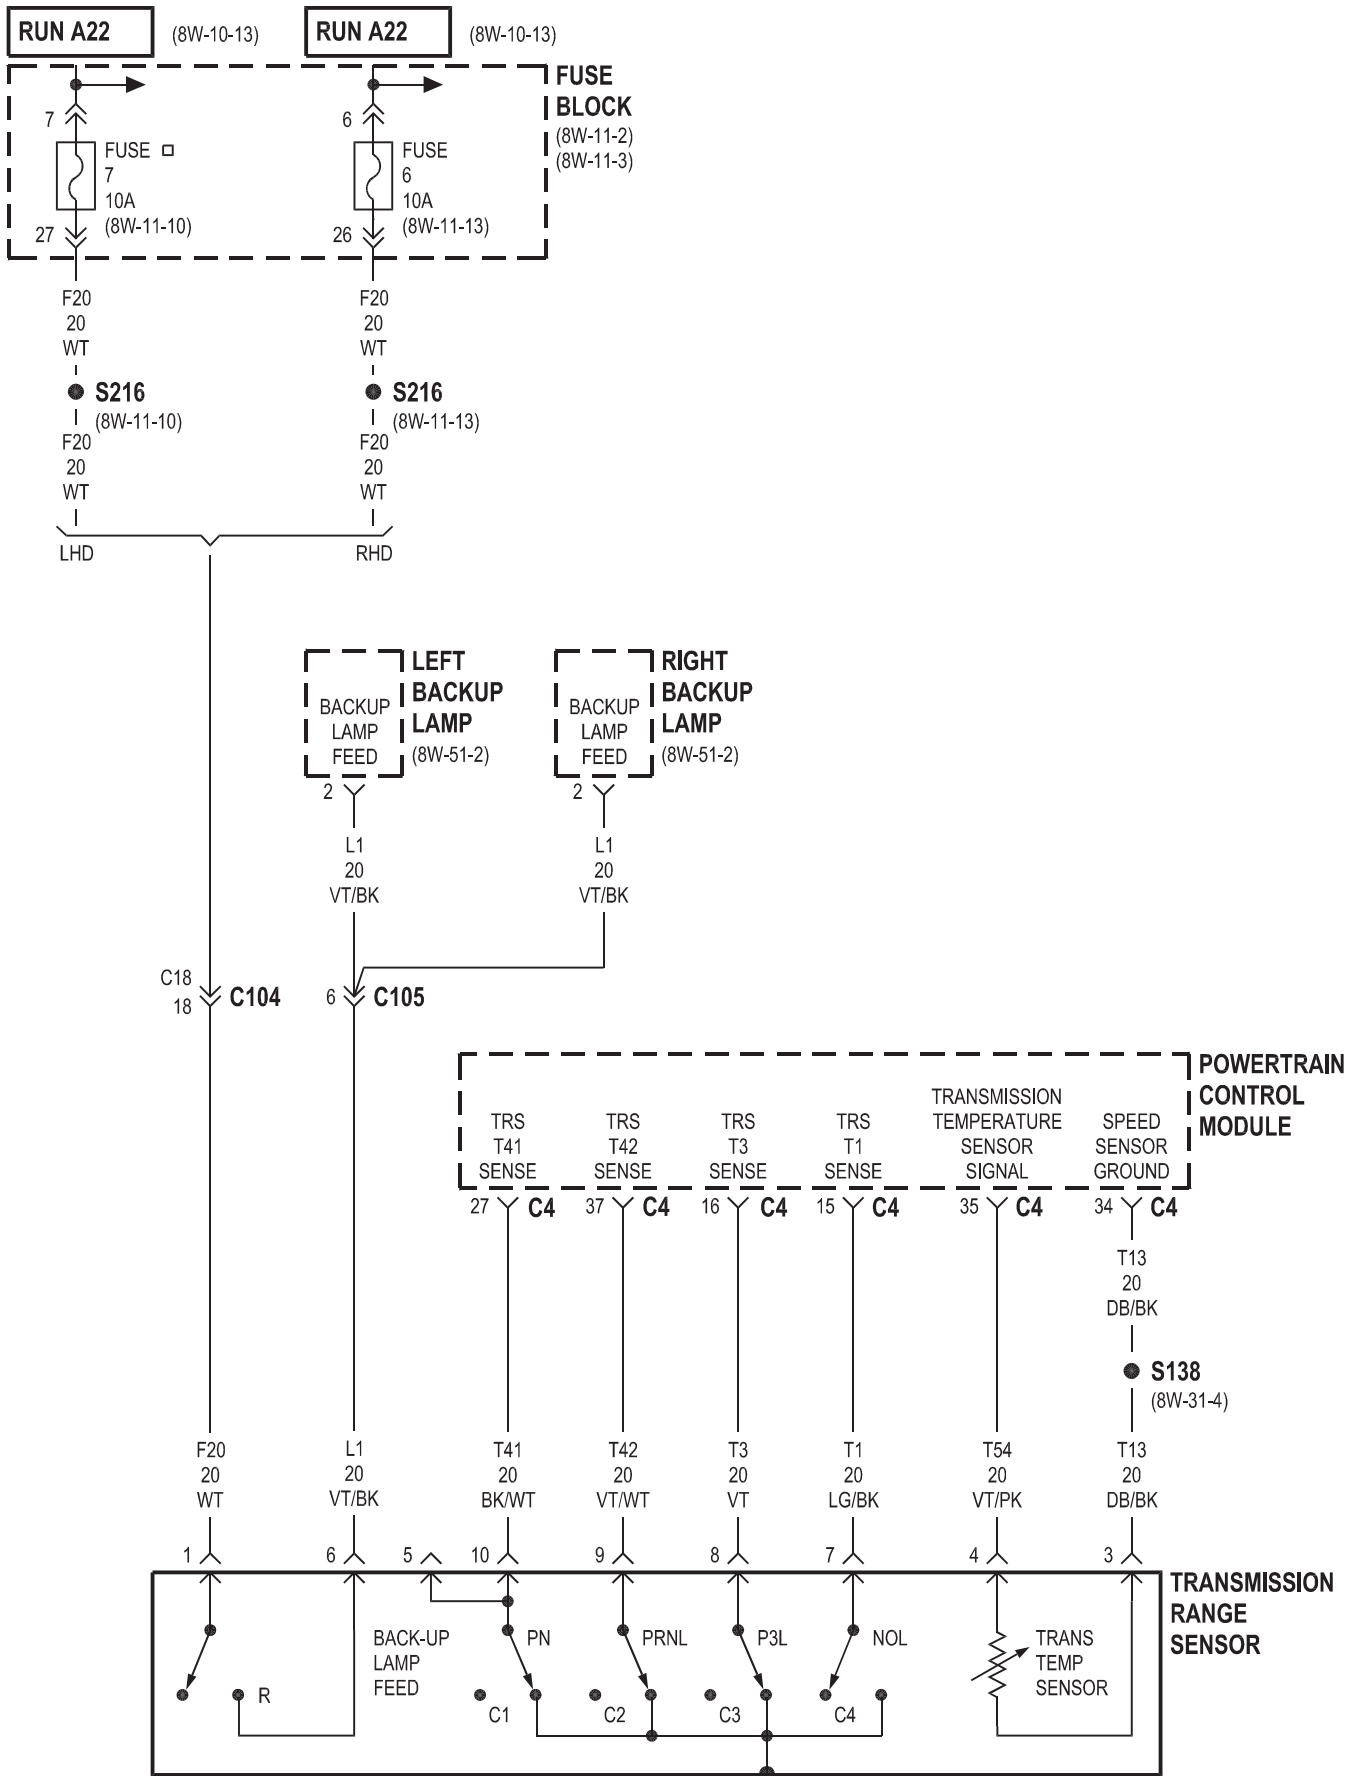 RUN A22
(8W-10-13)
RUN A22
(8W-10-13)
FUSE
BLOCK
(8W-11-2)
(8W-11-3)
7
FUSE
7
10A
(8W-11-10)
27
6
FUSE
6
10A
(8W-11-13)
26
F20
20
WT
F20
20
WT
S216
(8W-11-10)
S216
(8W-11-13)
F20
20
WT
F20
20
WT
LHD
RHD
BACKUP
LAMP
FEED
LEFT
BACKUP
LAMP
(8W-51-2)
BACKUP
LAMP
FEED
RIGHT
BACKUP
LAMP
(8W-51-2)
2
2
L1
20
VT/BK
L1
20
VT/BK
C18
18
C104
6
C105
POWERTRAIN
CONTROL
MODULE
TRS
T41
SENSE
TRS
T42
SENSE
TRS
T3
SENSE
TRS
T1
SENSE
TRANSMISSION
TEMPERATURE
SENSOR
SIGNAL
SPEED
SENSOR
GROUND
27 C4
37 C4
16 C4
15 C4
35 C4
34 C4
T13
20
DB/BK
S138
(8W-31-4)
F20
20
WT
L1
20
VT/BK
T41
20
BK/WT
T42
20
VT/WT
T3
20
VT
T1
20
LG/BK
T54
20
VT/PK
T13
20
DB/BK
1
6
5
10
9
8
7
4
3
TRANSMISSION
RANGE
SENSOR
R
BACK-UP
LAMP
FEED
PN
C1
PRNL
C2
P3L
C3
NOL
C4
TRANS
TEMP
SENSOR